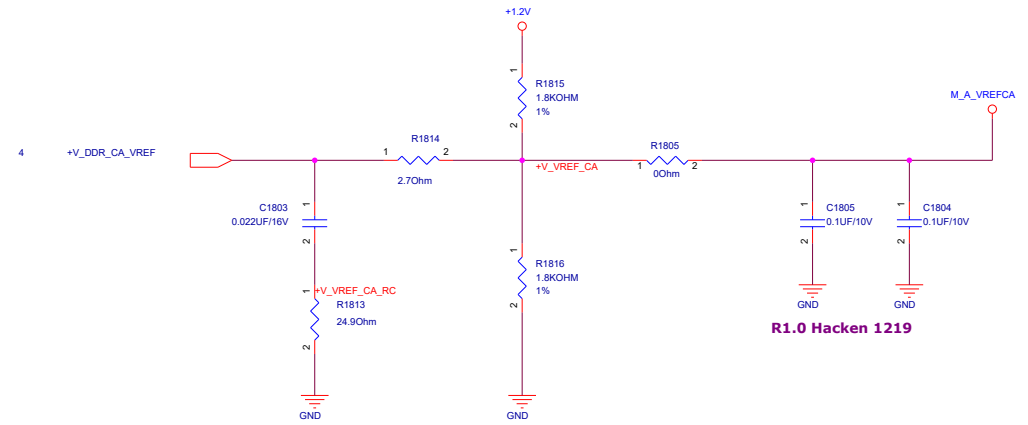 +1.2V
1
R1815
1.8KOHM
1%
2
M_A_VREFCA
4
+V_DDR_CA_VREF
R1814
1
2
2.7Ohm
+V_VREF_CA
R1805
1
2
0Ohm
1
C1803
0.022UF/16V
2
1
R1816
1.8KOHM
1%
2
1
C1805
0.1UF/10V
2
GND
1
C1804
0.1UF/10V
2
GND
1
+V_VREF_CA_RC
R1813
24.9Ohm
2
GND
GND
R1.0 Hacken 1219